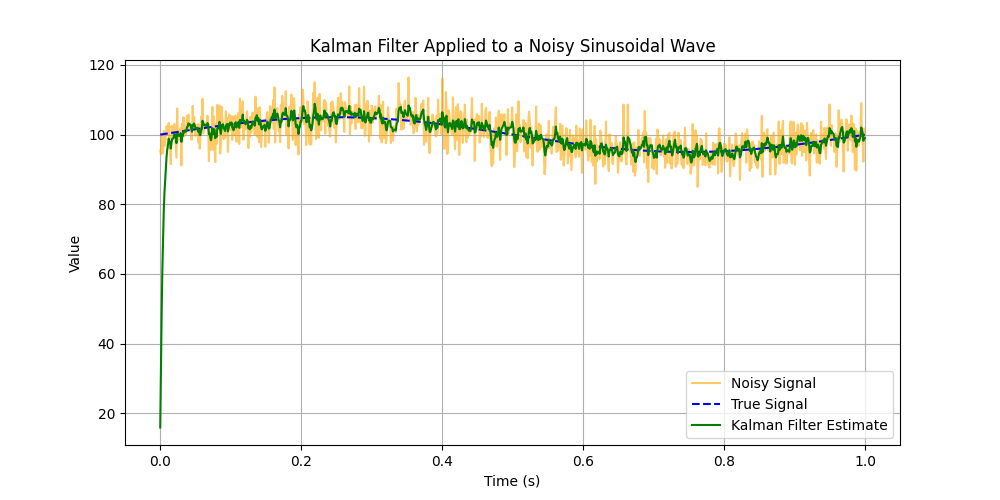 Kalman Filter Applied to a Noisy Sinusoidal Wave
120
100
80
60
40
20
Value
0.0 0.2 0.4 0.6 0.8 1.0
Time (s)
Noisy Signal
True Signal
Kalman Filter Estimate